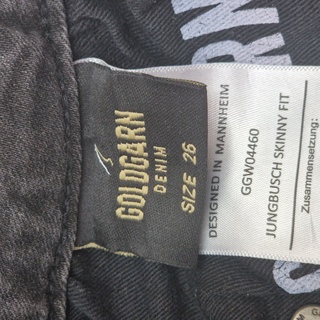 GOLDGARN
DENIM
SIZE 26
DESIGNED IN MANNHEIM
GGW04460
JUNGBUSCH SKINNY FIT
Zusammensetzung: